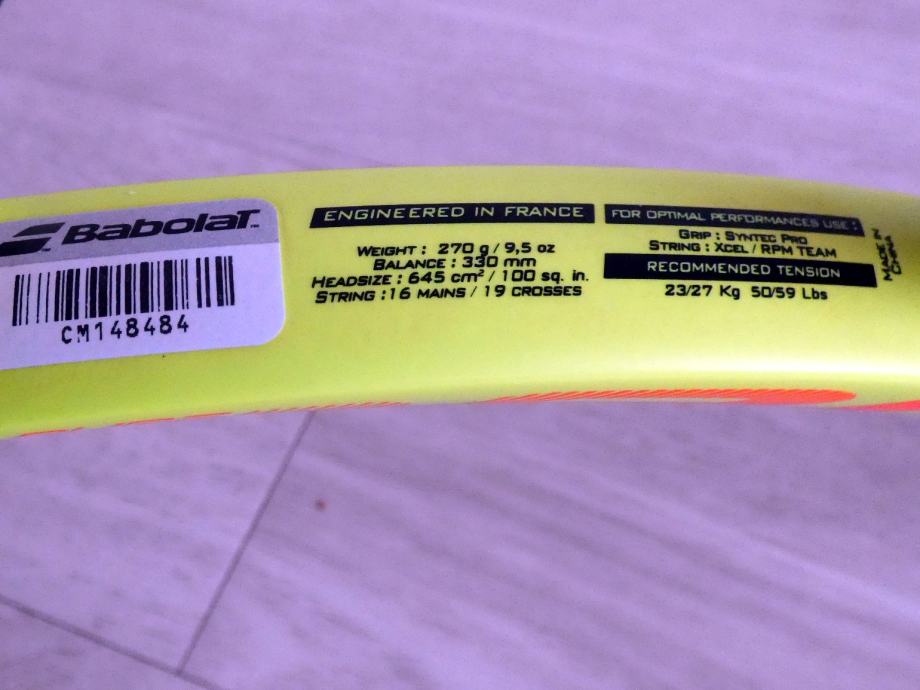 Babolat™
CM148484
ENGINEERED IN FRANCE
WEIGHT : 270 g / 9,5 oz
BALANCE : 330 mm
HEADSIZE : 645 cm² / 100 sq. in.
STRING :16 MAINS / 19 CROSSES
FOR OPTIMAL PERFORMANCES USE :
GRIP : SYNTEC PRO
STRING : XCEL / RPM TEAM
RECOMMENDED TENSION
23/27 Kg 50/59 Lbs
MADE IN
CHINA